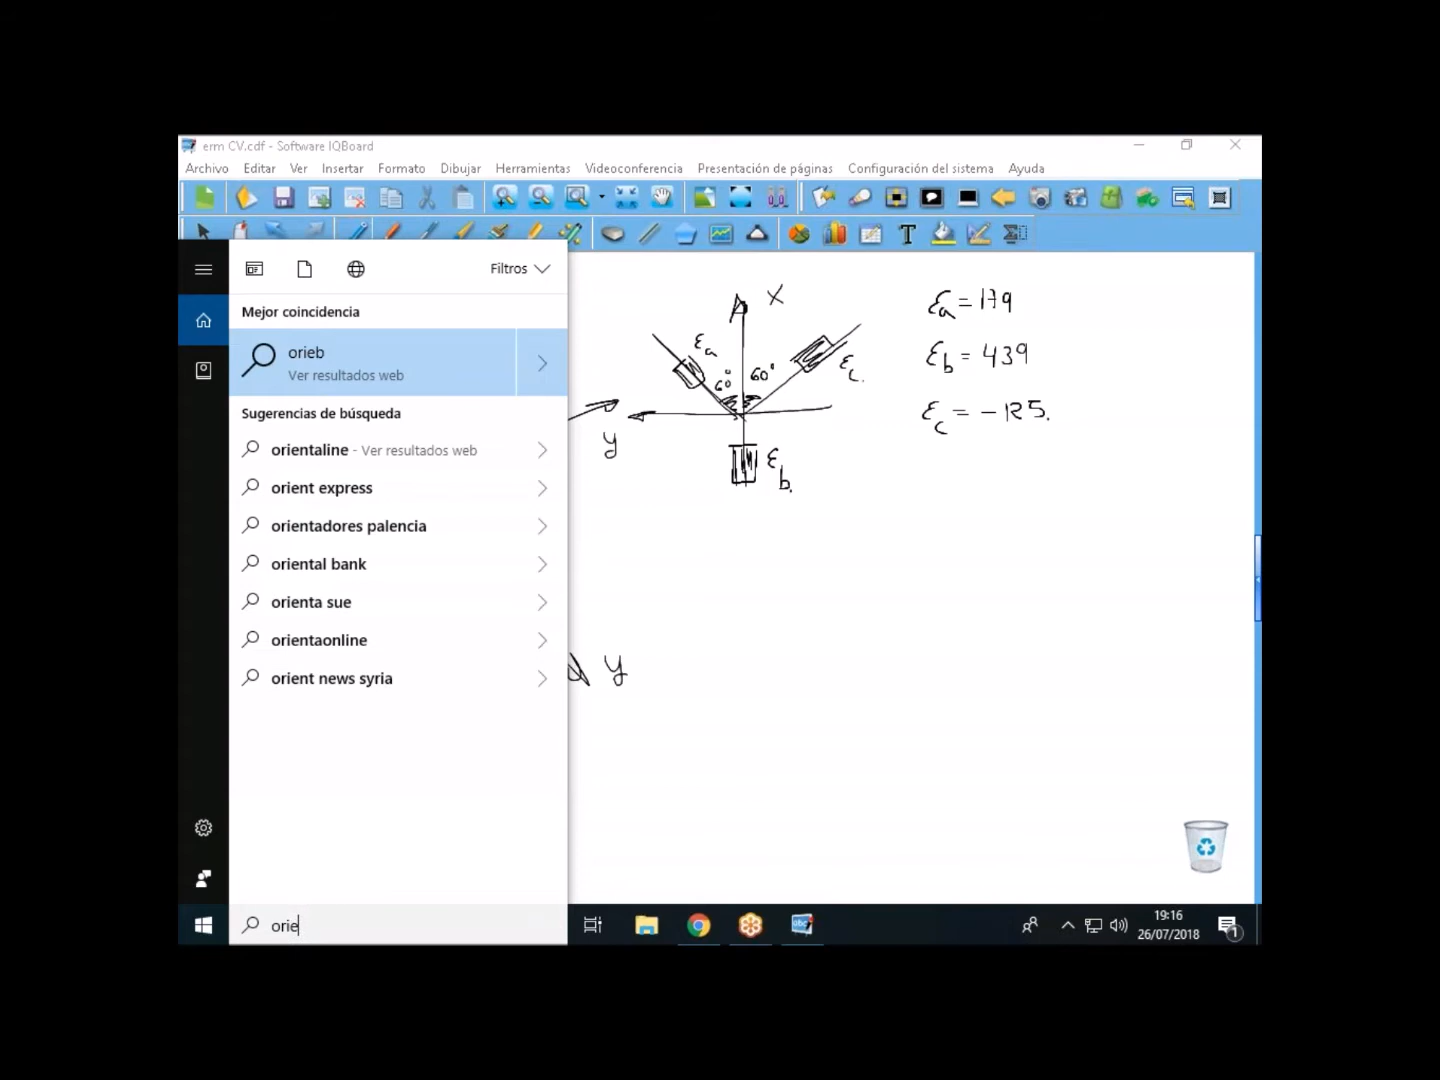 erm CV.cdf - Software IQBoard
Archivo Editar Ver Insertar Formato Dibujar Herramientas Videoconferencia Presentación de páginas Configuración del sistema Ayuda
Filtros
Mejor coincidencia
orieb
Ver resultados web
Sugerencias de búsqueda
orientaline - Ver resultados web
orient express
orientadores palencia
oriental bank
orienta sue
orientaonline
orient news syria
orie
x
εa
60°
60°
εc.
y
εb.
εa = 179
εb = 439
εc = -125.
y
19:16
26/07/2018
1